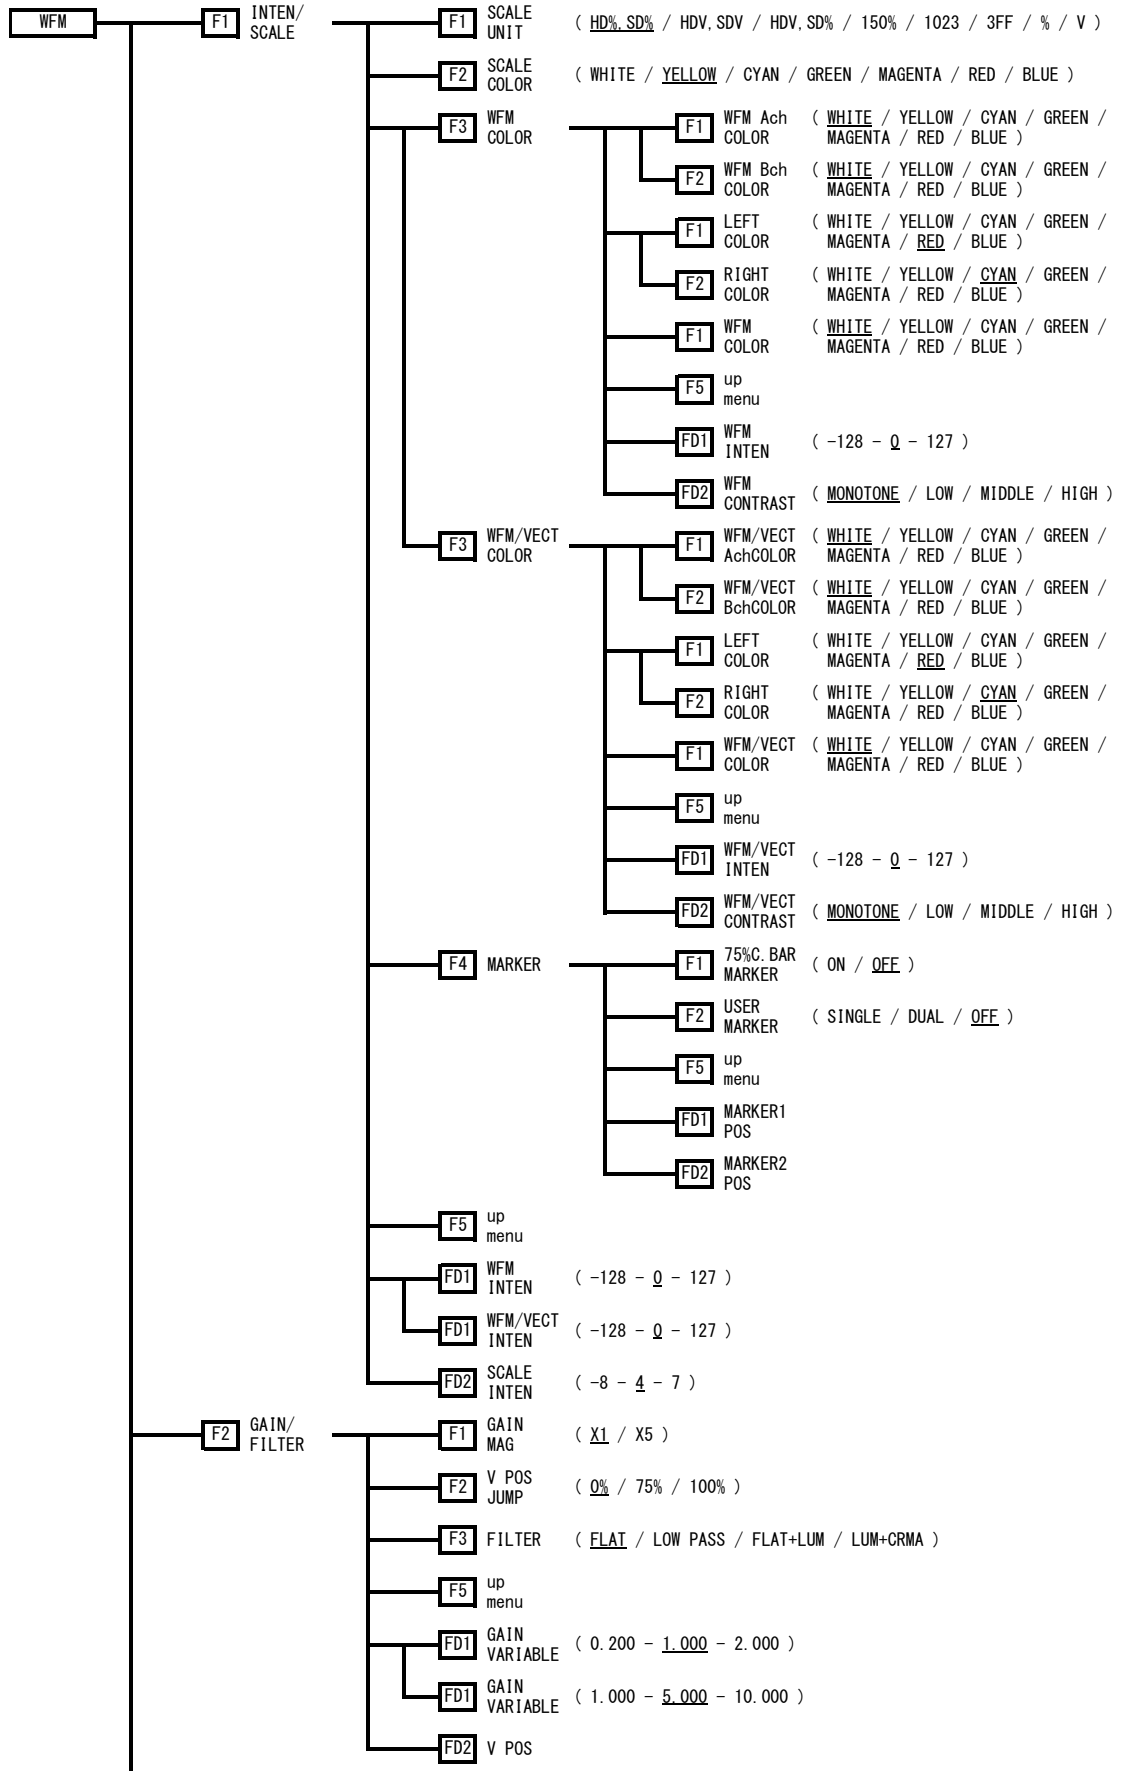 WFM
F1 INTEN/
SCALE
F1 SCALE
UNIT
( HD%,SD% / HDV,SDV / HDV,SD% / 150% / 1023 / 3FF / % / V )
F2 SCALE
COLOR
( WHITE / YELLOW / CYAN / GREEN / MAGENTA / RED / BLUE )
F3 WFM
COLOR
F1 WFM Ach
COLOR
( WHITE / YELLOW / CYAN / GREEN /
MAGENTA / RED / BLUE )
F2 WFM Bch
COLOR
( WHITE / YELLOW / CYAN / GREEN /
MAGENTA / RED / BLUE )
F1 LEFT
COLOR
( WHITE / YELLOW / CYAN / GREEN /
MAGENTA / RED / BLUE )
F2 RIGHT
COLOR
( WHITE / YELLOW / CYAN / GREEN /
MAGENTA / RED / BLUE )
F1 WFM
COLOR
( WHITE / YELLOW / CYAN / GREEN /
MAGENTA / RED / BLUE )
F5 up
menu
FD1 WFM
INTEN
( -128 - 0 - 127 )
FD2 WFM
CONTRAST
( MONOTONE / LOW / MIDDLE / HIGH )
F3 WFM/VECT
COLOR
F1 WFM/VECT
AchCOLOR
( WHITE / YELLOW / CYAN / GREEN /
MAGENTA / RED / BLUE )
F2 WFM/VECT
BchCOLOR
( WHITE / YELLOW / CYAN / GREEN /
MAGENTA / RED / BLUE )
F1 LEFT
COLOR
( WHITE / YELLOW / CYAN / GREEN /
MAGENTA / RED / BLUE )
F2 RIGHT
COLOR
( WHITE / YELLOW / CYAN / GREEN /
MAGENTA / RED / BLUE )
F1 WFM/VECT
COLOR
( WHITE / YELLOW / CYAN / GREEN /
MAGENTA / RED / BLUE )
F5 up
menu
FD1 WFM/VECT
INTEN
( -128 - 0 - 127 )
FD2 WFM/VECT
CONTRAST
( MONOTONE / LOW / MIDDLE / HIGH )
F4 MARKER
F1 75%C.BAR
MARKER
( ON / OFF )
F2 USER
MARKER
( SINGLE / DUAL / OFF )
F5 up
menu
FD1 MARKER1
POS
FD2 MARKER2
POS
F5 up
menu
FD1 WFM
INTEN
( -128 - 0 - 127 )
FD1 WFM/VECT
INTEN
( -128 - 0 - 127 )
FD2 SCALE
INTEN
( -8 - 4 - 7 )
F2 GAIN/
FILTER
F1 GAIN
MAG
( X1 / X5 )
F2 V POS
JUMP
( 0% / 75% / 100% )
F3 FILTER ( FLAT / LOW PASS / FLAT+LUM / LUM+CRMA )
F5 up
menu
FD1 GAIN
VARIABLE
( 0.200 - 1.000 - 2.000 )
FD1 GAIN
VARIABLE
( 1.000 - 5.000 - 10.000 )
FD2 V POS